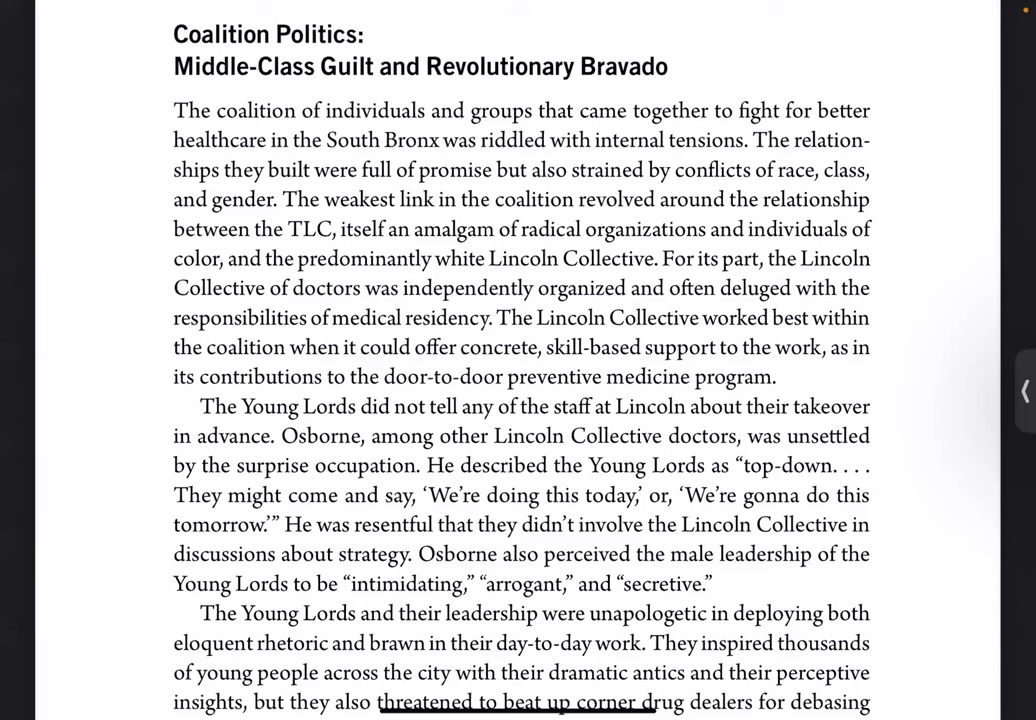 Coalition Politics:
Middle-Class Guilt and Revolutionary Bravado
The coalition of individuals and groups that came together to fight for better
healthcare in the South Bronx was riddled with internal tensions. The relation-
ships they built were full of promise but also strained by conflicts of race, class,
and gender. The weakest link in the coalition revolved around the relationship
between the TLC, itself an amalgam of radical organizations and individuals of
color, and the predominantly white Lincoln Collective. For its part, the Lincoln
Collective of doctors was independently organized and often deluged with the
responsibilities of medical residency. The Lincoln Collective worked best within
the coalition when it could offer concrete, skill-based support to the work, as in
its contributions to the door-to-door preventive medicine program.
The Young Lords did not tell any of the staff at Lincoln about their takeover
in advance. Osborne, among other Lincoln Collective doctors, was unsettled
by the surprise occupation. He described the Young Lords as “top-down. . . .
They might come and say, ‘We’re doing this today,’ or, ‘We’re gonna do this
tomorrow.’” He was resentful that they didn’t involve the Lincoln Collective in
discussions about strategy. Osborne also perceived the male leadership of the
Young Lords to be “intimidating,” “arrogant,” and “secretive.”
The Young Lords and their leadership were unapologetic in deploying both
eloquent rhetoric and brawn in their day-to-day work. They inspired thousands
of young people across the city with their dramatic antics and their perceptive
insights, but they also threatened to beat up corner drug dealers for debasing